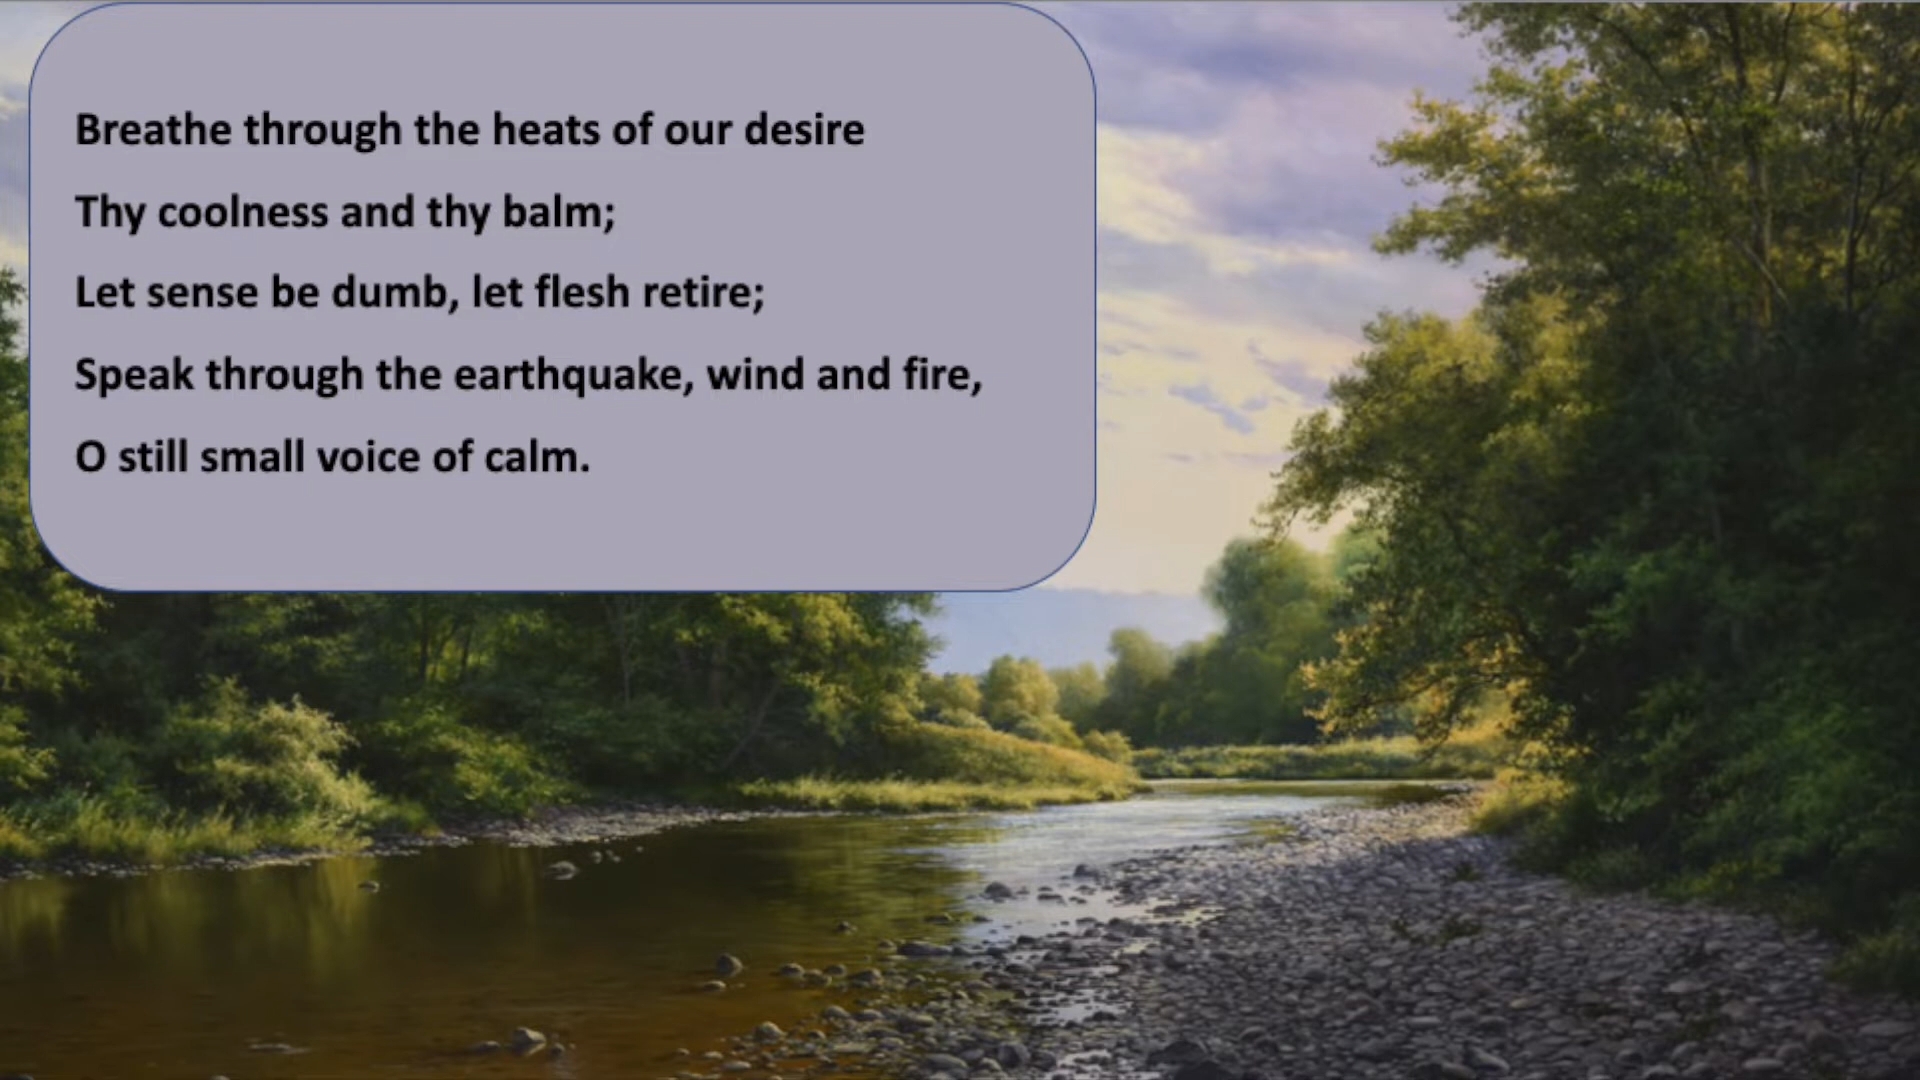 Breathe through the heats of our desire
Thy coolness and thy balm;
Let sense be dumb, let flesh retire;
Speak through the earthquake, wind and fire,
O still small voice of calm.